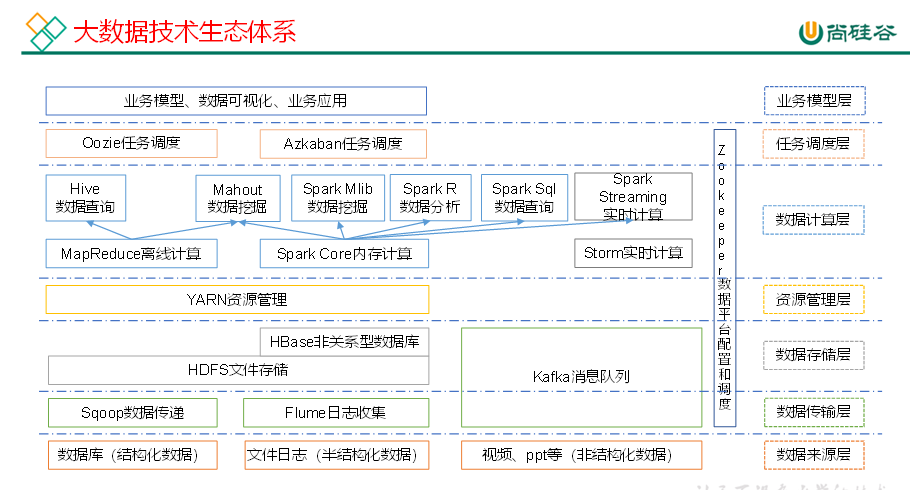 大数据技术生态体系
尚硅谷
业务模型、数据可视化、业务应用
业务模型层
Oozie任务调度
Azkaban任务调度
任务调度层
Hive
数据查询
Mahout
数据挖掘
Spark Mlib
数据挖掘
Spark R
数据分析
Spark Sql
数据查询
Spark
Streaming
实时计算
数据计算层
MapReduce离线计算
Spark Core内存计算
Storm实时计算
Zookeeper数据平台配置和调度
YARN资源管理
资源管理层
HBase非关系型数据库
HDFS文件存储
Kafka消息队列
数据存储层
Sqoop数据传递
Flume日志收集
数据传输层
数据库（结构化数据）
文件日志（半结构化数据）
视频、ppt等（非结构化数据）
数据来源层